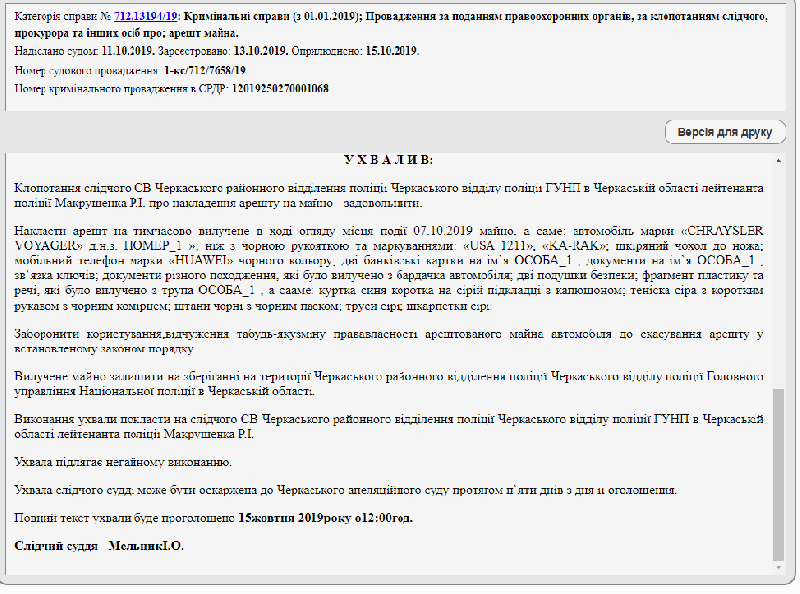 Категорія справи № 712.13194/19: Кримінальні справи (з 01.01.2019); Провадження за поданням правоохоронних органів, за клопотанням слідчого,
прокурора та інших осіб про; арешт майна.
Надіслано судом: 11.10.2019. Зареєстровано: 13.10.2019. Оприлюднено: 15.10.2019.
Номер судового провадження: 1-кс/712/7658/19
Номер кримінального провадження в ЄРДР: 12019250270001068
Версія для друку
У Х В А Л И В:
Клопотання слідчого СВ Черкаського районного відділення поліції Черкаського відділу поліції ГУНП в Черкаській області лейтенанта
поліції Макрушенка Р.І. про накладення арешту на майно - задовольнити.
Накласти арешт на тимчасово вилучене в ході огляду місця події 07.10.2019 майно, а саме: автомобіль марки «CHRAYSLER
VOYAGER» д.н.з. НОМЕР_1 »; ніж з чорною рукояткою та маркуваннями: «USA 1211», «KA-RAK»; шкіряний чохол до ножа;
мобільний телефон марки «HUAWEI» чорного кольору, дві банківські картки на ім`я ОСОБА_1 , документи на ім`я ОСОБА_1 ,
зв`язка ключів; документи різного походження, які було вилучено з бардачка автомобіля; дві подушки безпеки; фрагмент пластику та
речі, які було вилучено з трупа ОСОБА_1 , а сааме: куртка синя коротка на сірій підкладці з капюшоном; теніска сіра з коротким
рукавом з чорним комірцем; штани чорні з чорним паском; труси сірі; шкарпетки сірі.
Заборонити користування,відчуження табудь-якузміну прававласності арештованого майна автомобіля до скасування арешту у
встановленому законом порядку.
Вилучене майно залишити на зберіганні на території Черкаського районного відділення поліції Черкаського відділу поліції Головного
управління Національної поліції в Черкаській області.
Виконання ухвали покласти на слідчого СВ Черкаського районного відділення поліції Черкаського відділу поліції ГУНП в Черкаській
області лейтенанта поліції Макрушенка Р.І.
Ухвала підлягає негайному виконанню.
Ухвала слідчого судді може бути оскаржена до Черкаського апеляційного суду протягом п`яти днів з дня її оголошення.
Повний текст ухвали буде проголошено 15жовтня 2019року о12:00год.
Слідчий суддя МельникІ.О.